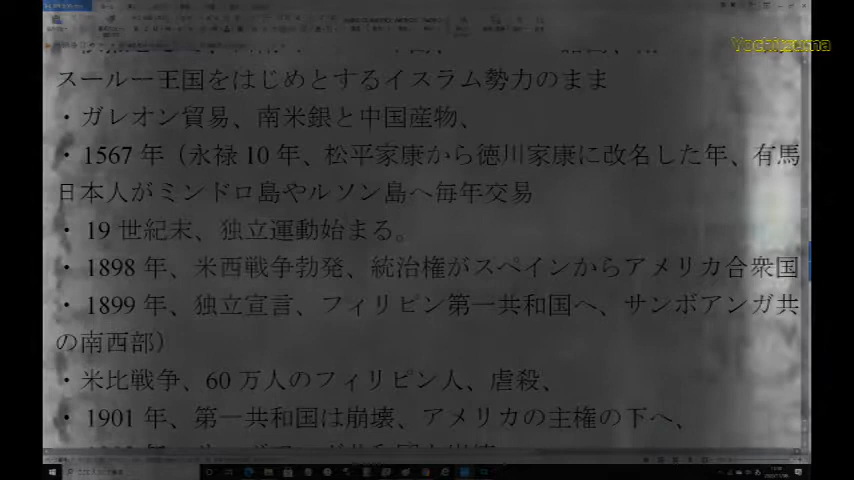 Yochisuma
スールー王国をはじめとするイスラム勢力のまま
・ガレオン貿易、南米銀と中国産物、
・1567 年（永禄 10 年、松平家康から徳川家康に改名した年、有馬
日本人がミンドロ島やルソン島へ毎年交易
・19 世紀末、独立運動始まる。
・1898 年、米西戦争勃発、統治権がスペインからアメリカ合衆国
・1899 年、独立宣言、フィリピン第一共和国へ、サンボアンガ共
の南西部）
・米比戦争、60 万人のフィリピン人、虐殺、
・1901 年、第一共和国は崩壊、アメリカの主権の下へ、